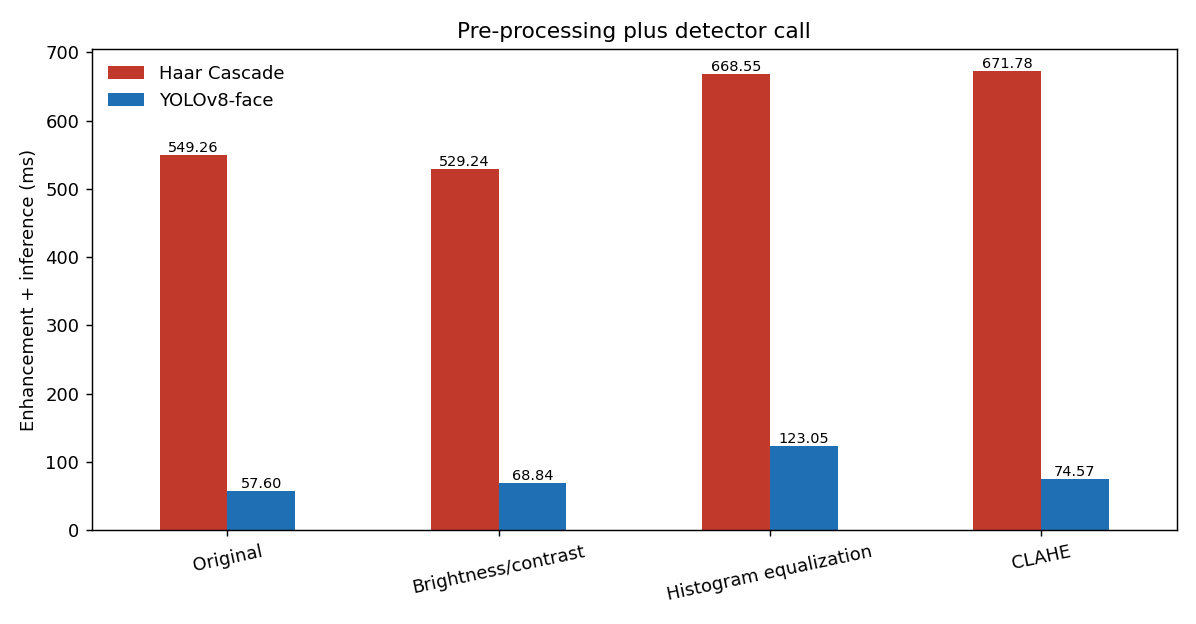 Pre-processing plus detector call
Enhancement + inference (ms)
700
600
500
400
300
200
100
0
Haar Cascade
YOLOv8-face
549.26
57.60
529.24
68.84
668.55
123.05
671.78
74.57
Original
Brightness/contrast
Histogram equalization
CLAHE